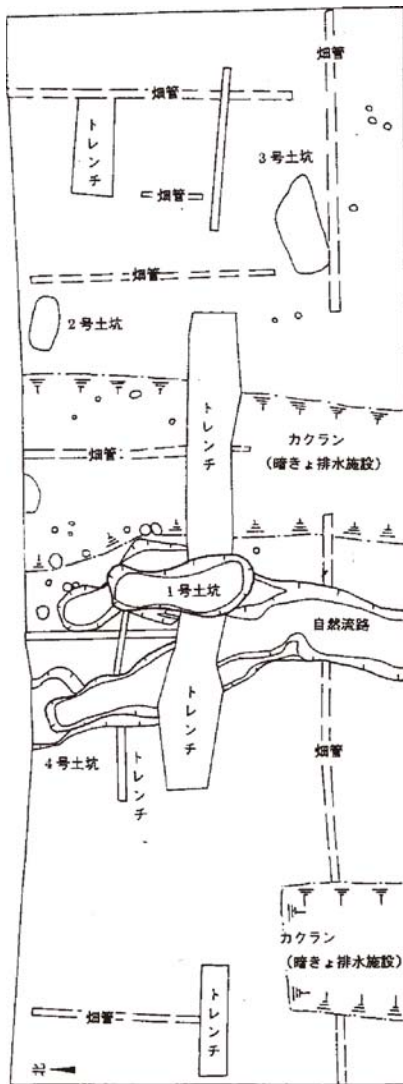 畑管
畑管
トレンチ
3号土坑
畑管
畑管
2号土坑
トレンチ
カクラン
(暗きょ排水施設)
畑管
1号土坑
自然流路
トレンチ
畑管
4号土坑
トレンチ
カクラン
(暗きょ排水施設)
畑管
トレンチ
北